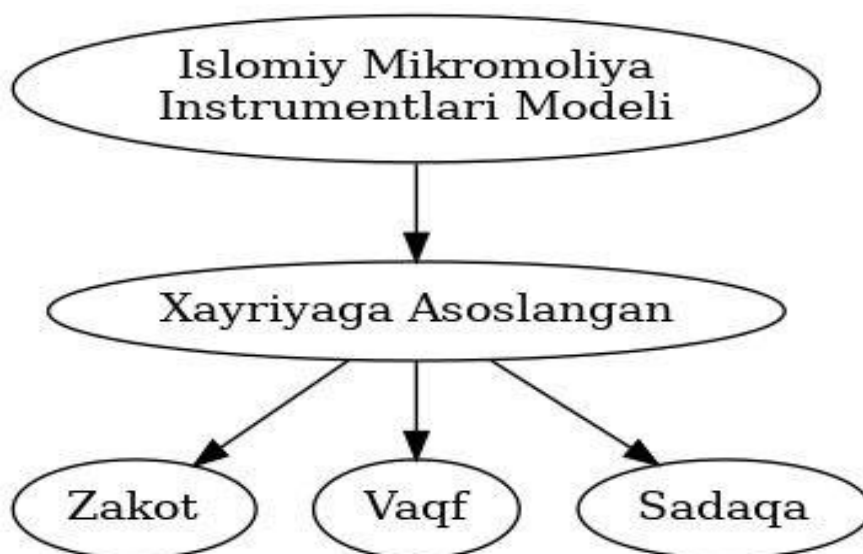 Islomiy Mikromoliya
Instrumentlari Modeli
Xayriyaga Asoslangan
Zakot
Vaqf
Sadaqa